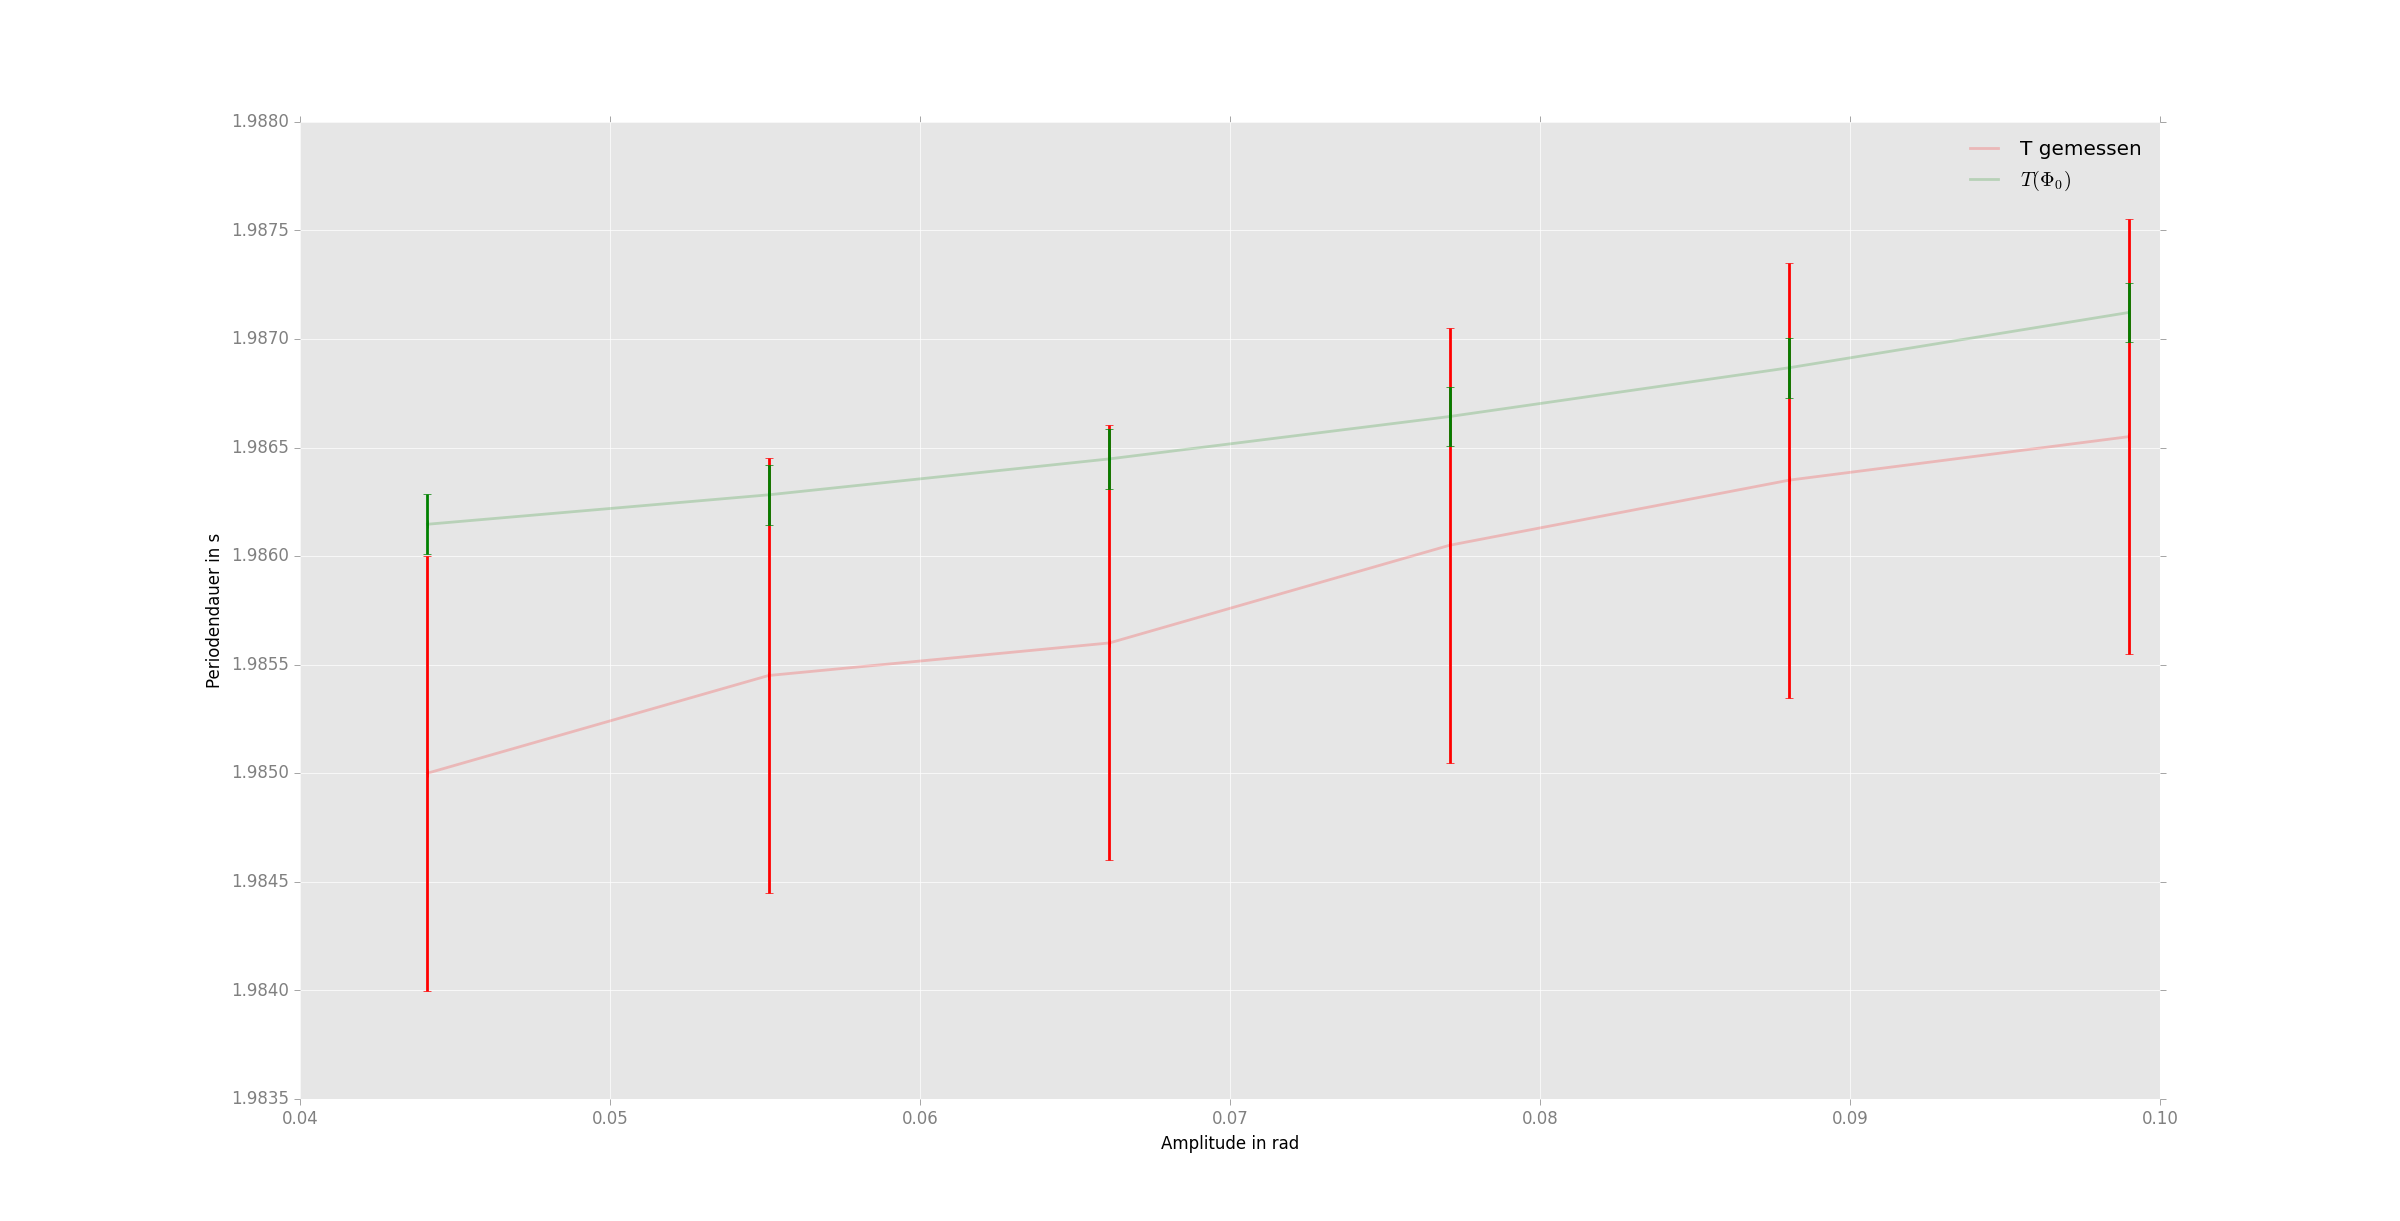 1.9880
1.9875
1.9870
1.9865
1.9860
1.9855
1.9850
1.9845
1.9840
1.9835
0.04 0.05 0.06 0.07 0.08 0.09 0.10
Periodendauer in s
Amplitude in rad
T gemessen
T(Φ₀)